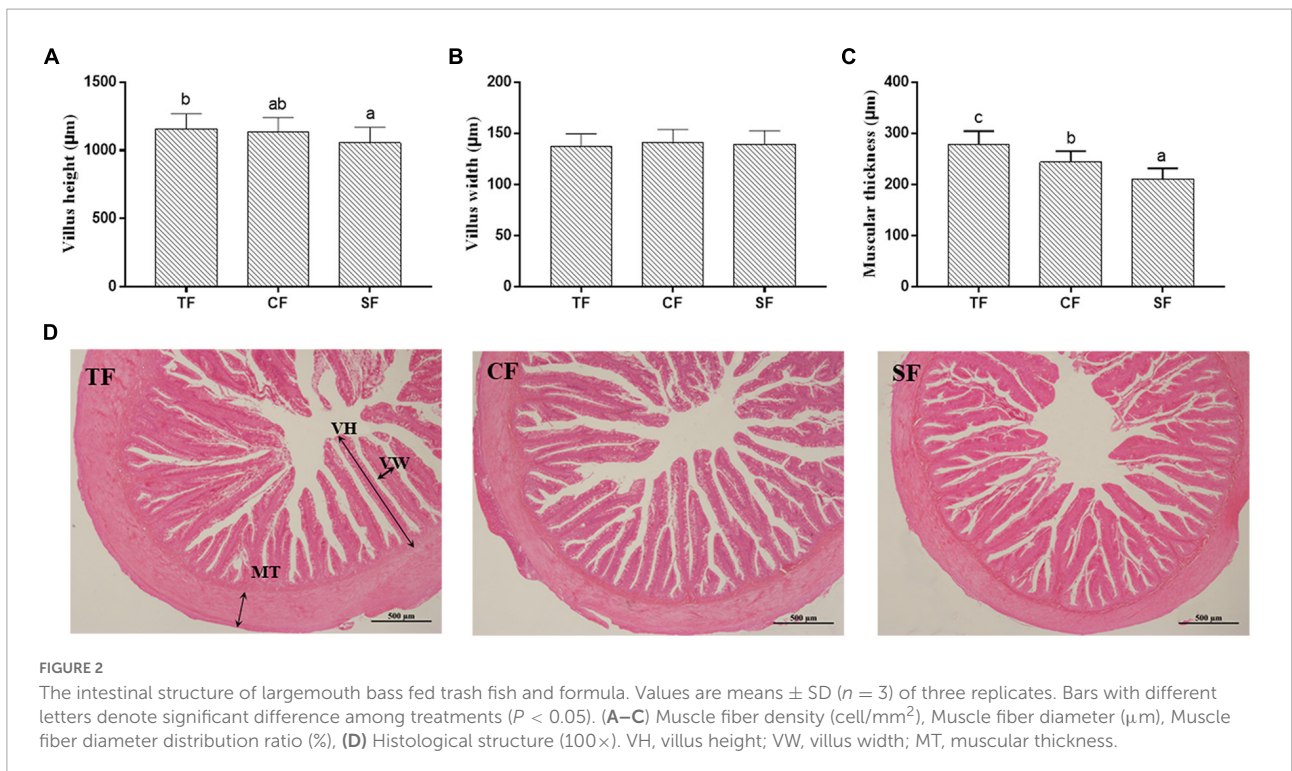 A
B
C
Villus height (μm)
1500
1000
500
0
b
ab
a
TF
CF
SF
Villus width (μm)
200
150
100
50
0
TF
CF
SF
Muscular thickness (μm)
400
300
200
100
0
c
b
a
TF
CF
SF
D
TF
VH
VW
MT
500 μm
CF
500 μm
SF
500 μm
FIGURE 2
The intestinal structure of largemouth bass fed trash fish and formula. Values are means ± SD (n = 3) of three replicates. Bars with different
letters denote significant difference among treatments (P < 0.05). (A–C) Muscle fiber density (cell/mm²), Muscle fiber diameter (μm), Muscle
fiber diameter distribution ratio (%), (D) Histological structure (100×). VH, villus height; VW, villus width; MT, muscular thickness.